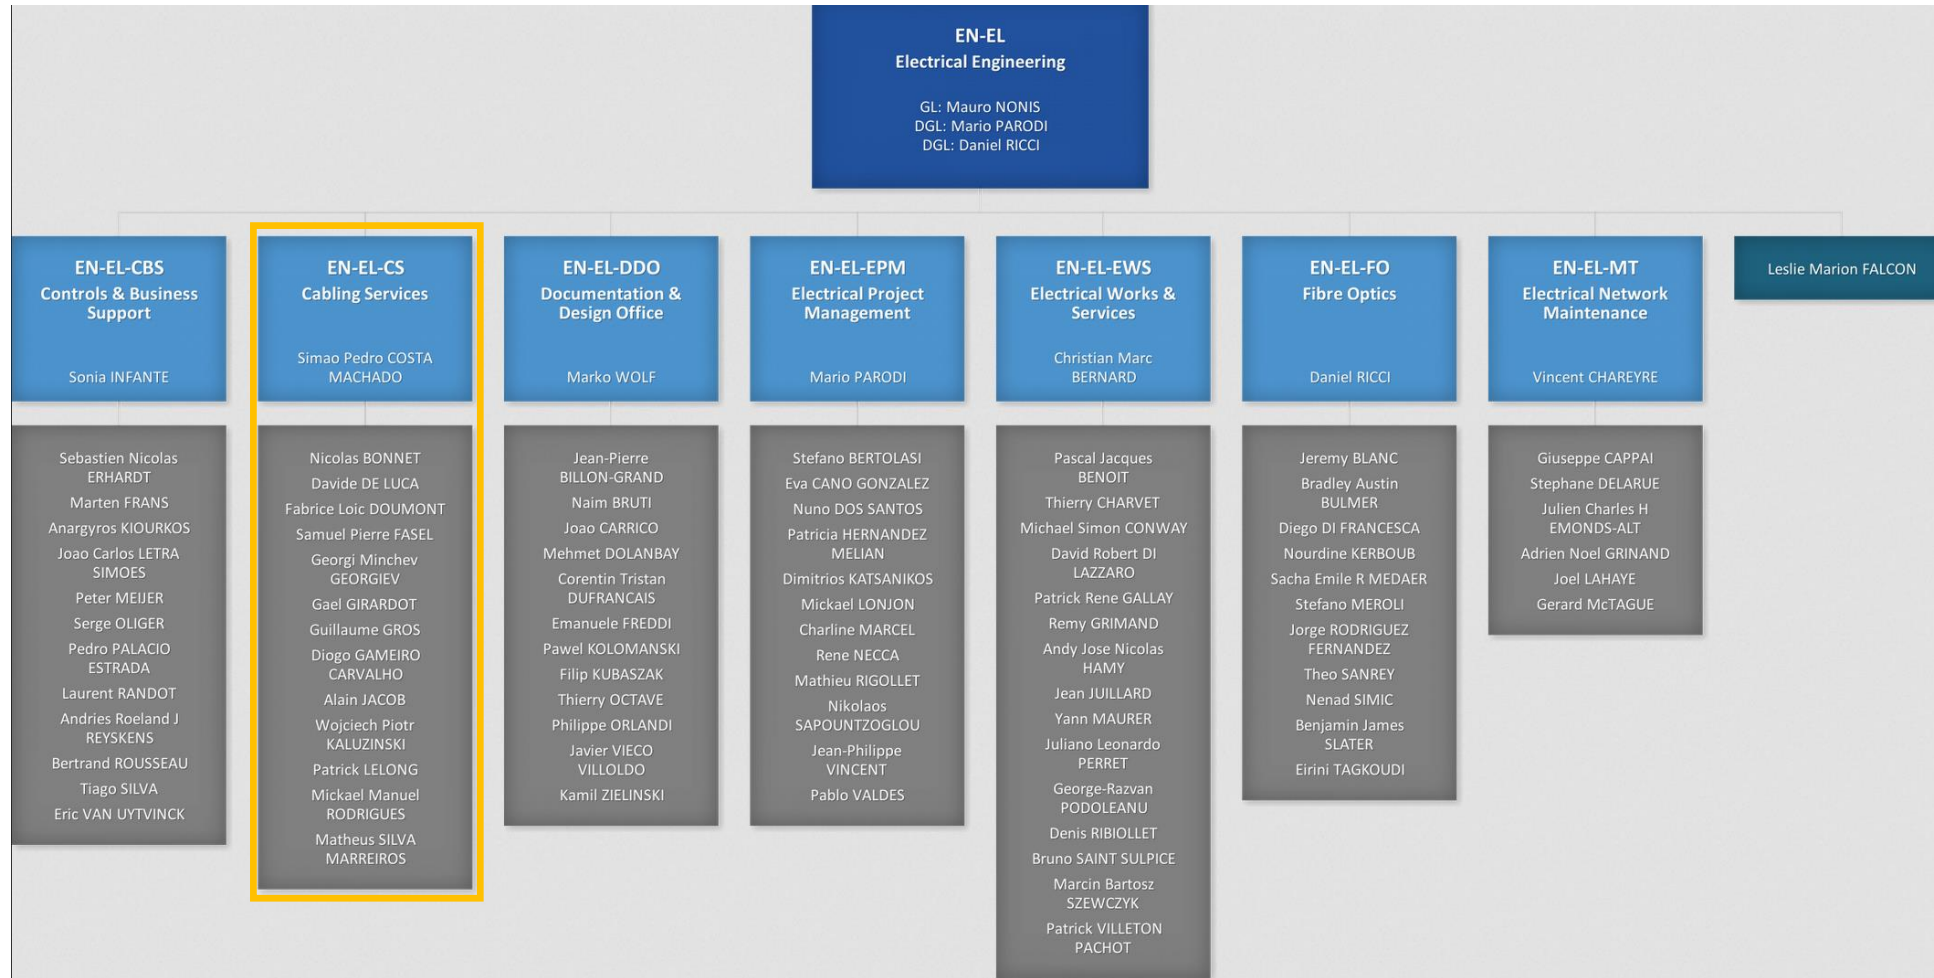 EN-EL
Electrical Engineering
GL: Mauro NONIS
DGL: Mario PARODI
DGL: Daniel RICCI
EN-EL-CBS
Controls & Business
Support
Sonia INFANTE
Sebastien Nicolas
ERHARDT
Marten FRANS
Anargyros KIOURKOS
Joao Carlos LETRA
SIMOES
Peter MEIJER
Serge OLIGER
Pedro PALACIO
ESTRADA
Laurent RANDOT
Andries Roeland J
REYSKENS
Bertrand ROUSSEAU
Tiago SILVA
Eric VAN UYTVINCK
EN-EL-CS
Cabling Services
Simao Pedro COSTA
MACHADO
Nicolas BONNET
Davide DE LUCA
Fabrice Loic DOUMONT
Samuel Pierre FASEL
Georgi Minchev
GEORGIEV
Gael GIRARDOT
Guillaume GROS
Diogo GAMEIRO
CARVALHO
Alain JACOB
Wojciech Piotr
KALUZINSKI
Patrick LELONG
Mickael Manuel
RODRIGUES
Matheus SILVA
MARREIROS
EN-EL-DDO
Documentation &
Design Office
Marko WOLF
Jean-Pierre
BILLON-GRAND
Naim BRUTI
Joao CARRICO
Mehmet DOLANBAY
Corentin Tristan
DUFRANCAIS
Emanuele FREDDI
Pawel KOLOMANSKI
Filip KUBASZAK
Thierry OCTAVE
Philippe ORLANDI
Javier VIECO
VILLOLDO
Kamil ZIELINSKI
EN-EL-EPM
Electrical Project
Management
Mario PARODI
Stefano BERTOLASI
Eva CANO GONZALEZ
Nuno DOS SANTOS
Patricia HERNANDEZ
MELIAN
Dimitrios KATSANIKOS
Mickael LONJON
Charline MARCEL
Rene NECCA
Mathieu RIGOLLET
Nikolaos
SAPOUNTZOGLOU
Jean-Philippe
VINCENT
Pablo VALDES
EN-EL-EWS
Electrical Works &
Services
Christian Marc
BERNARD
Pascal Jacques
BENOIT
Thierry CHARVET
Michael Simon CONWAY
David Robert DI
LAZZARO
Patrick Rene GALLAY
Remy GRIMAND
Andy Jose Nicolas
HAMY
Jean JUILLARD
Yann MAURER
Juliano Leonardo
PERRET
George-Razvan
PODOLEANU
Denis RIBIOLLET
Bruno SAINT SULPICE
Marcin Bartosz
SZEWCZYK
Patrick VILLETON
PACHOT
EN-EL-FO
Fibre Optics
Daniel RICCI
Jeremy BLANC
Bradley Austin
BULMER
Diego DI FRANCESCA
Nourdine KERBOUB
Sacha Emile R MEDAER
Stefano MEROLI
Jorge RODRIGUEZ
FERNANDEZ
Theo SANREY
Nenad SIMIC
Benjamin James
SLATER
Eirini TAGKOUDI
EN-EL-MT
Electrical Network
Maintenance
Vincent CHAREYRE
Giuseppe CAPPAI
Stephane DELARUE
Julien Charles H
EMONDS-ALT
Adrien Noel GRINAND
Joel LAHAYE
Gerard McTAGUE
Leslie Marion FALCON